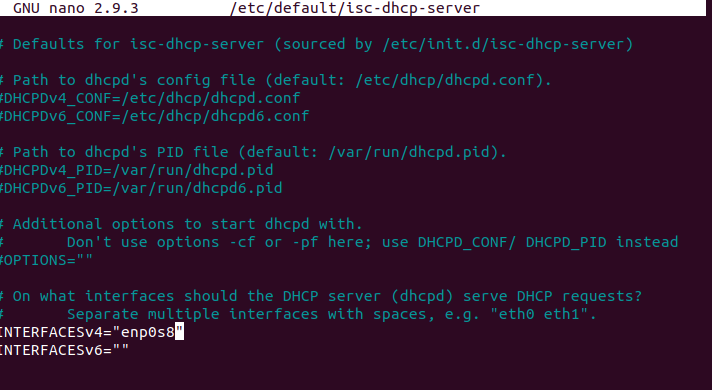 GNU nano 2.9.3 /etc/default/isc-dhcp-server
# Defaults for isc-dhcp-server (sourced by /etc/init.d/isc-dhcp-server)
# Path to dhcpd's config file (default: /etc/dhcp/dhcpd.conf).
#DHCPDv4_CONF=/etc/dhcp/dhcpd.conf
#DHCPDv6_CONF=/etc/dhcp/dhcpd6.conf
# Path to dhcpd's PID file (default: /var/run/dhcpd.pid).
#DHCPDv4_PID=/var/run/dhcpd.pid
#DHCPDv6_PID=/var/run/dhcpd6.pid
# Additional options to start dhcpd with.
# Don't use options -cf or -pf here; use DHCPD_CONF/ DHCPD_PID instead
#OPTIONS=""
# On what interfaces should the DHCP server (dhcpd) serve DHCP requests?
# Separate multiple interfaces with spaces, e.g. "eth0 eth1".
INTERFACESv4="enp0s8"
INTERFACESv6=""